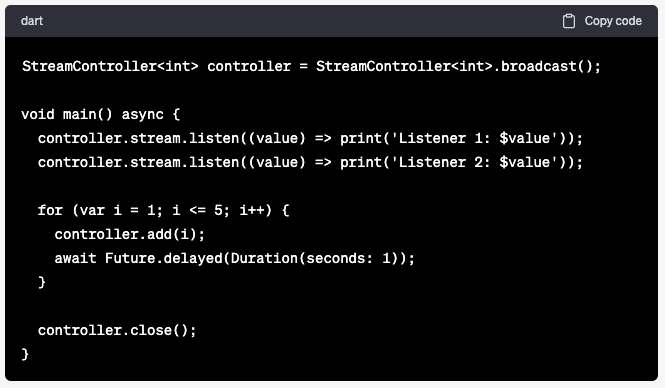 dart
Copy code
StreamController<int> controller = StreamController<int>.broadcast();
void main() async {
  controller.stream.listen((value) => print('Listener 1: $value'));
  controller.stream.listen((value) => print('Listener 2: $value'));
  for (var i = 1; i <= 5; i++) {
    controller.add(i);
    await Future.delayed(Duration(seconds: 1));
  }
  controller.close();
}